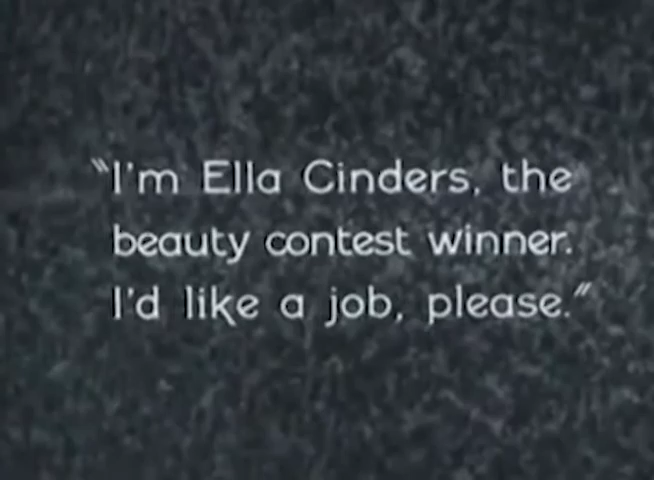 "I'm Ella Cinders, the
beauty contest winner.
I'd like a job, please."